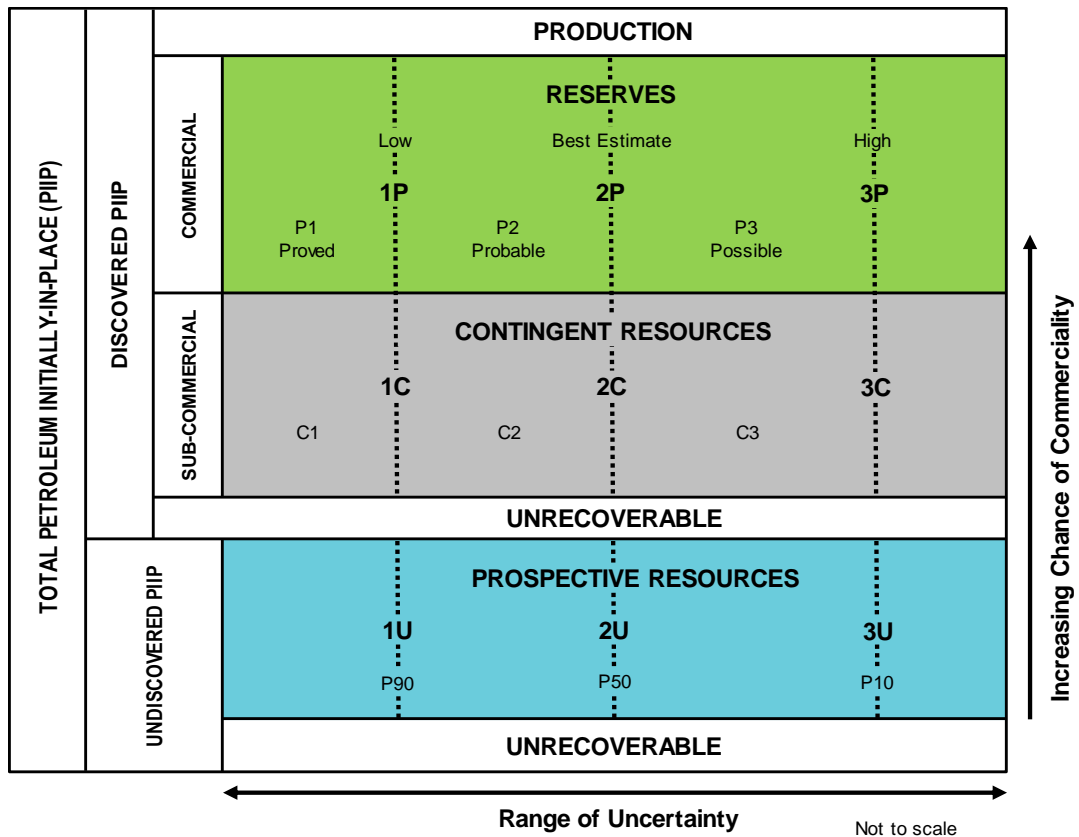 TOTAL PETROLEUM INITIALLY-IN-PLACE (PIIP)
DISCOVERED PIIP
UNDISCOVERED PIIP
COMMERCIAL
SUB-COMMERCIAL
PRODUCTION
RESERVES
Low Best Estimate High
1P 2P 3P
P1 P2 P3
Proved Probable Possible
CONTINGENT RESOURCES
1C 2C 3C
C1 C2 C3
UNRECOVERABLE
PROSPECTIVE RESOURCES
1U 2U 3U
P90 P50 P10
UNRECOVERABLE
Increasing Chance of Commerciality
Range of Uncertainty
Not to scale